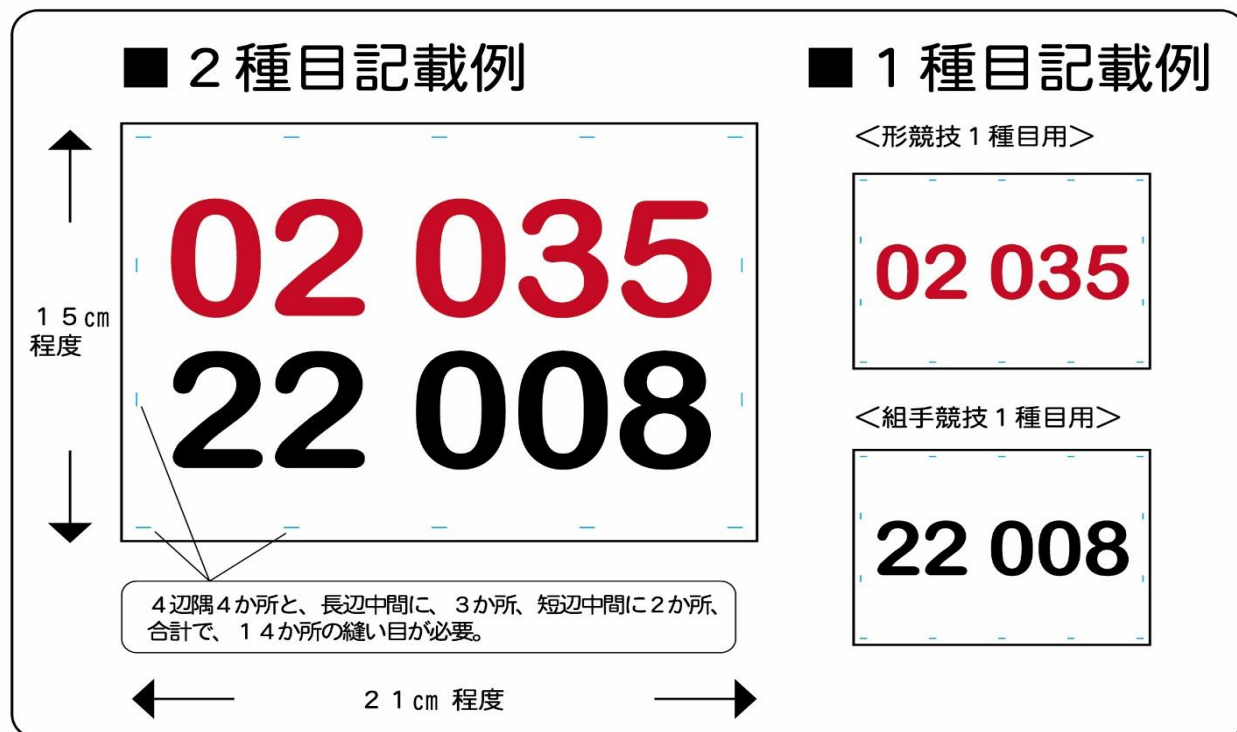 ■２種目記載例
02 035
22 008
１５㎝
程度
４辺隅４か所と、長辺中間に、３か所、短辺中間に２か所、
合計で、１４か所の縫い目が必要。
２１㎝ 程度
■１種目記載例
＜形競技１種目用＞
02 035
＜組手競技１種目用＞
22 008